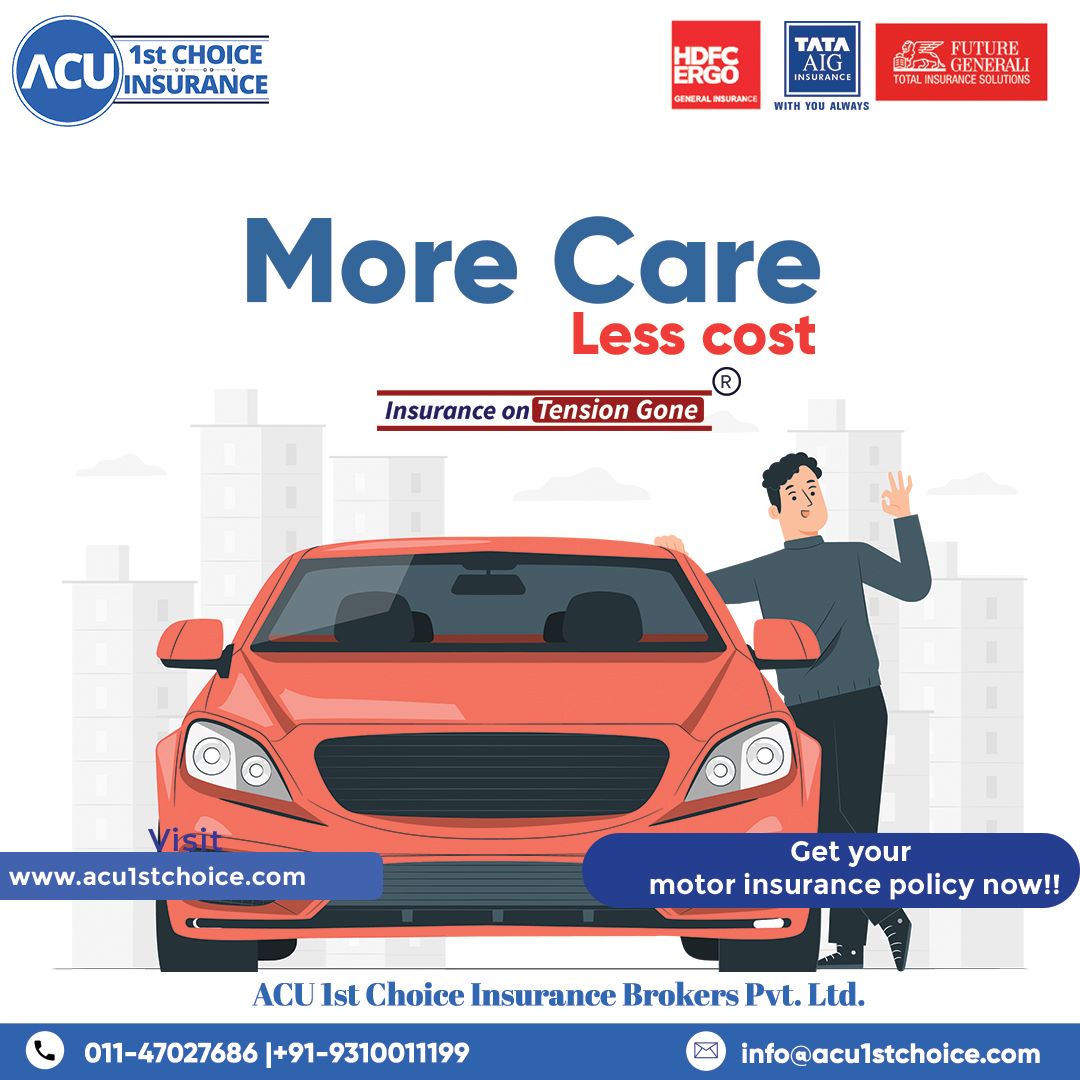 ACU
1st CHOICE
INSURANCE
HDFC
ERGO
GENERAL INSURANCE
TATA
AIG
INSURANCE
WITH YOU ALWAYS
FUTURE
GENERALI
TOTAL INSURANCE SOLUTIONS
More Care
Less cost
Insurance on Tension Gone ®
Visit
www.acu1stchoice.com
Get your
motor insurance policy now!!
ACU 1st Choice Insurance Brokers Pvt. Ltd.
011-47027686 |+91-9310011199
info@acu1stchoice.com